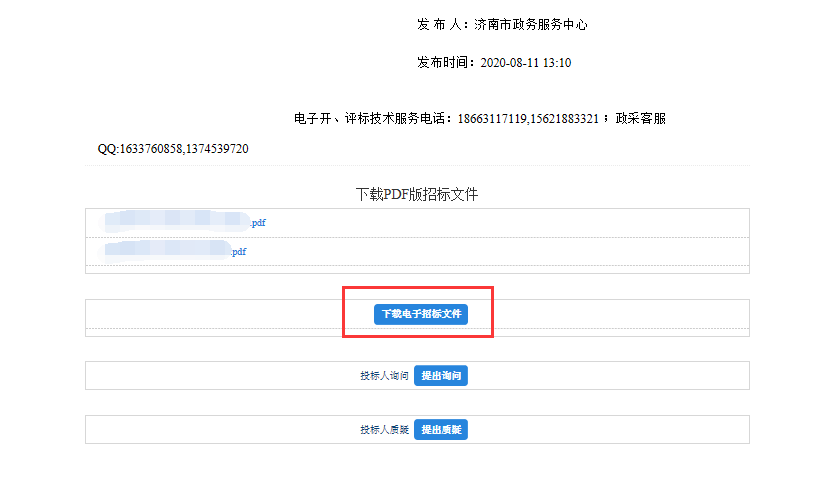 发 布 人：济南市政务服务中心
发布时间：2020-08-11 13:10
电子开、评标技术服务电话：18663117119,15621883321；政采客服
QQ:1633760858,1374539720
下载PDF版招标文件
.pdf
.pdf
下载电子招标文件
投标人询问 提出询问
投标人质疑 提出质疑